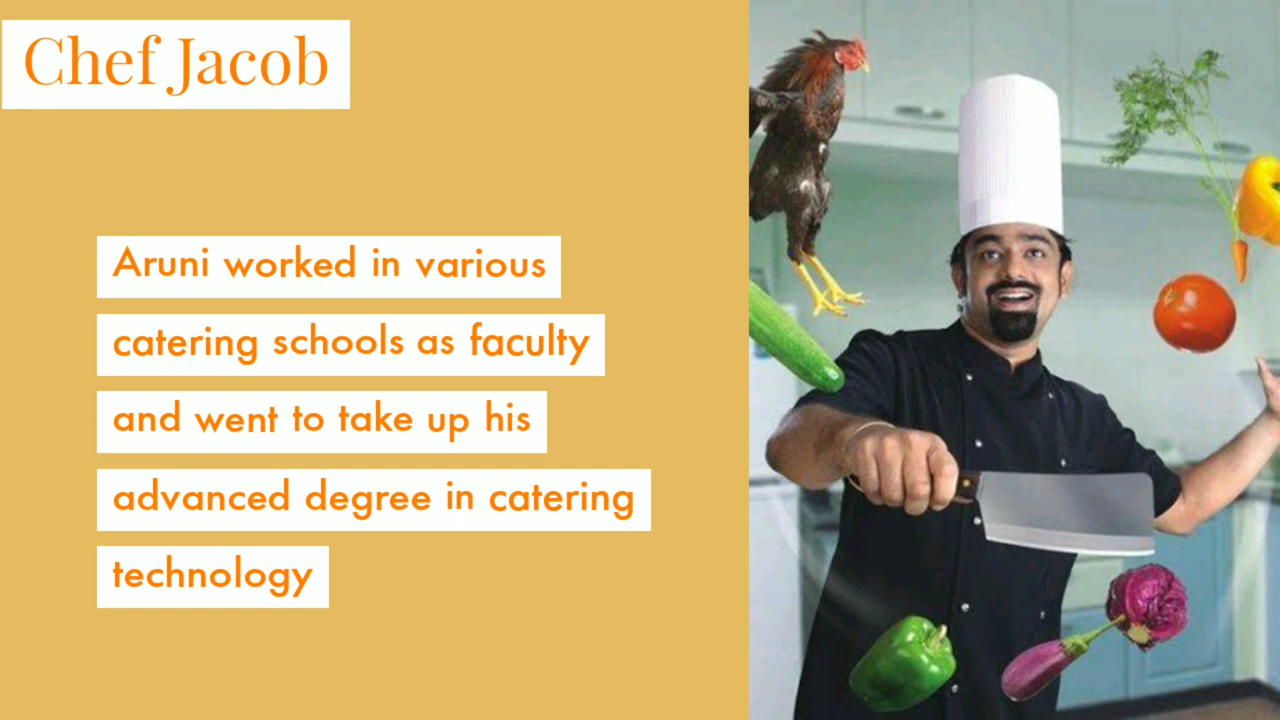 Chef Jacob
Aruni worked in various
catering schools as faculty
and went to take up his
advanced degree in catering
technology